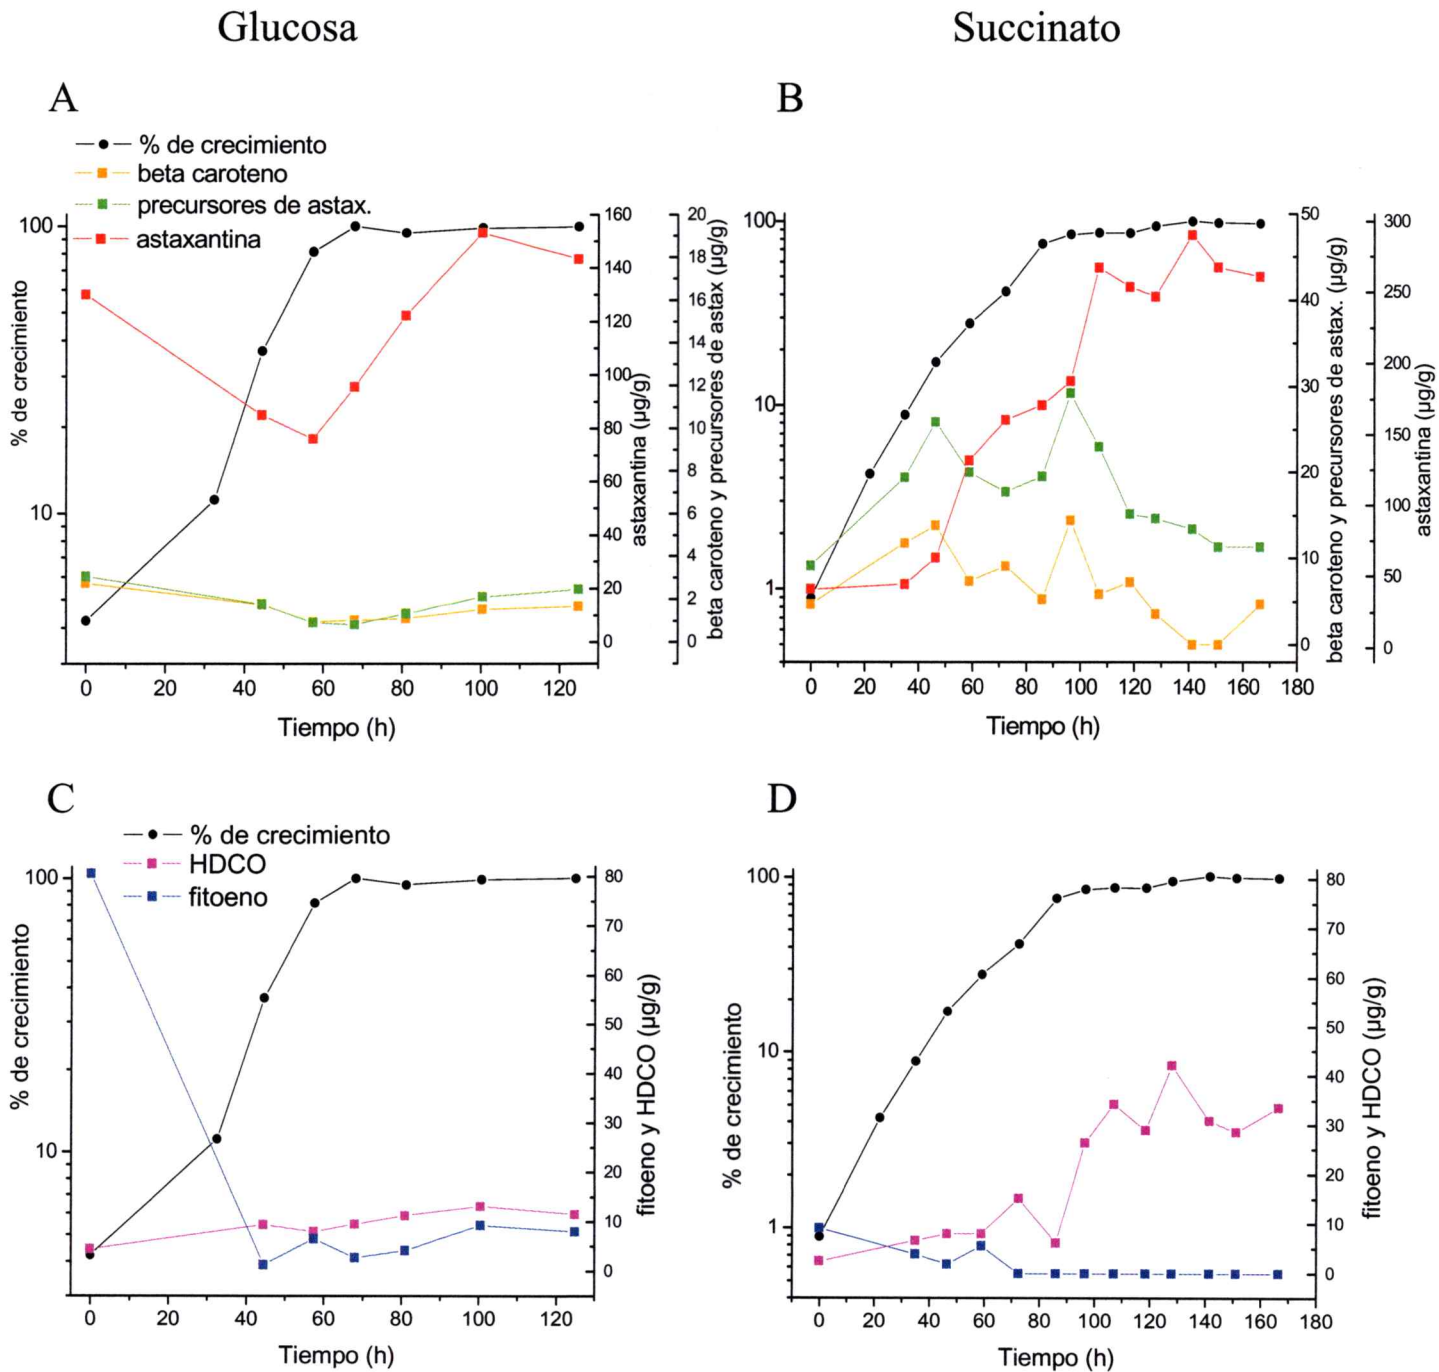 Glucosa
Succinato
A
% de crecimiento
beta caroteno
precursores de astax.
astaxantina
% de crecimiento
100
10
0 20 40 60 80 100 120
Tiempo (h)
160
140
120
100
80
60
40
20
0
astaxantina (µg/g)
20
18
16
14
12
10
8
6
4
2
0
beta caroteno y precursores de astax (µg/g)
B
100
10
1
0 20 40 60 80 100 120 140 160 180
Tiempo (h)
50
40
30
20
10
0
beta caroteno y precursores de astax. (µg/g)
300
250
200
150
100
50
0
astaxantina (µg/g)
C
% de crecimiento
HDCO
fitoeno
% de crecimiento
100
10
0 20 40 60 80 100 120
Tiempo (h)
80
70
60
50
40
30
20
10
0
fitoeno y HDCO (µg/g)
D
% de crecimiento
100
10
1
0 20 40 60 80 100 120 140 160 180
Tiempo (h)
80
70
60
50
40
30
20
10
0
fitoeno y HDCO (µg/g)